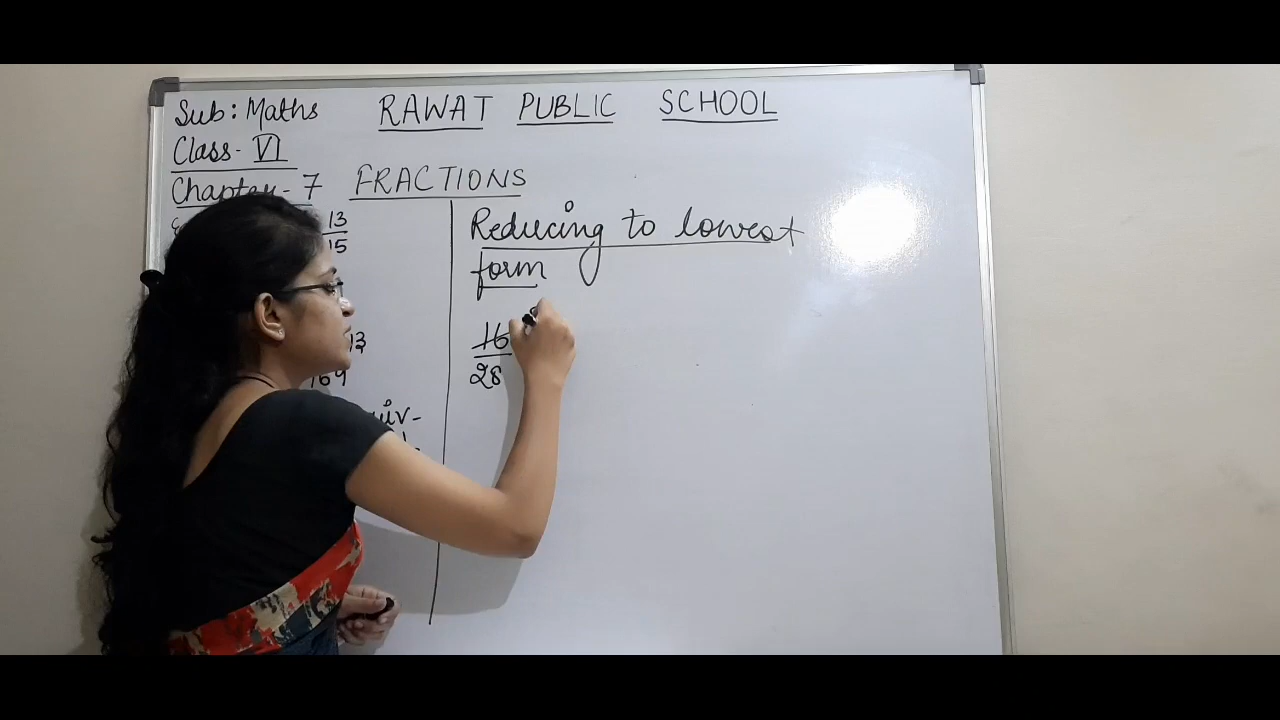 Sub: Maths RAWAT PUBLIC SCHOOL
Class- VI
Chapter- 7 FRACTIONS
13
15
13
169
Reducing to lowest
form
16
28